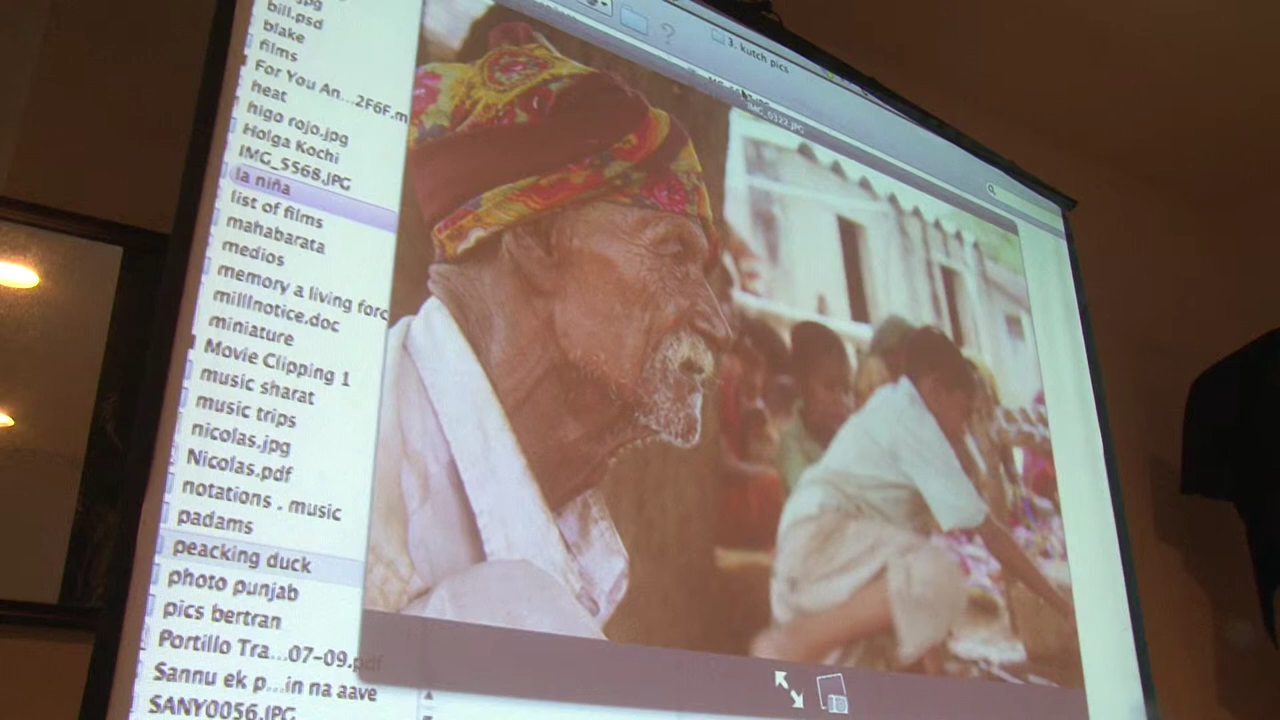 bill.psd
blake
films
For You An...2F6F.m
heat
higo rojo.jpg
Holga Kochi
IMG_5568.JPG
la niña
list of films
mahabarata
medios
memory a living forc
milllnotice.doc
miniature
Movie Clipping 1
music sharat
music trips
nicolas.jpg
Nicolas.pdf
notations . music
padams
peacking duck
photo punjab
pics bertran
Portillo Tra...07-09.pdf
Sannu ek p...in na aave
SANY0056.JPG
3. kutch pics
IMG_0322.JPG